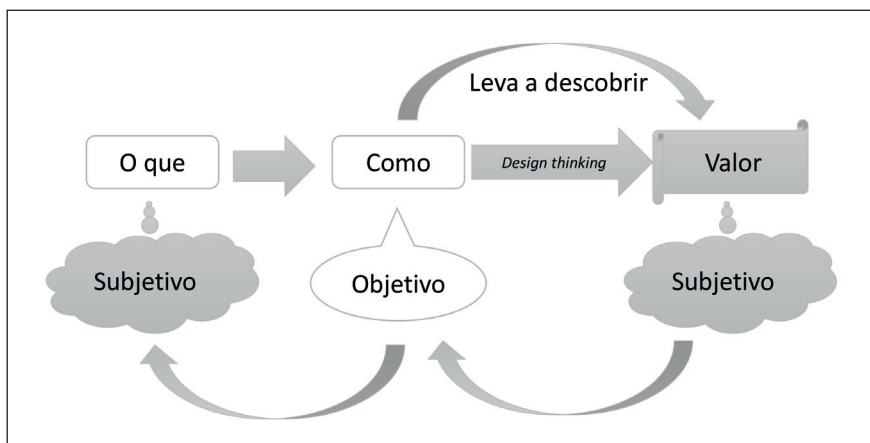 Leva a descobrir
O que
Como
Design thinking
Valor
Subjetivo
Objetivo
Subjetivo